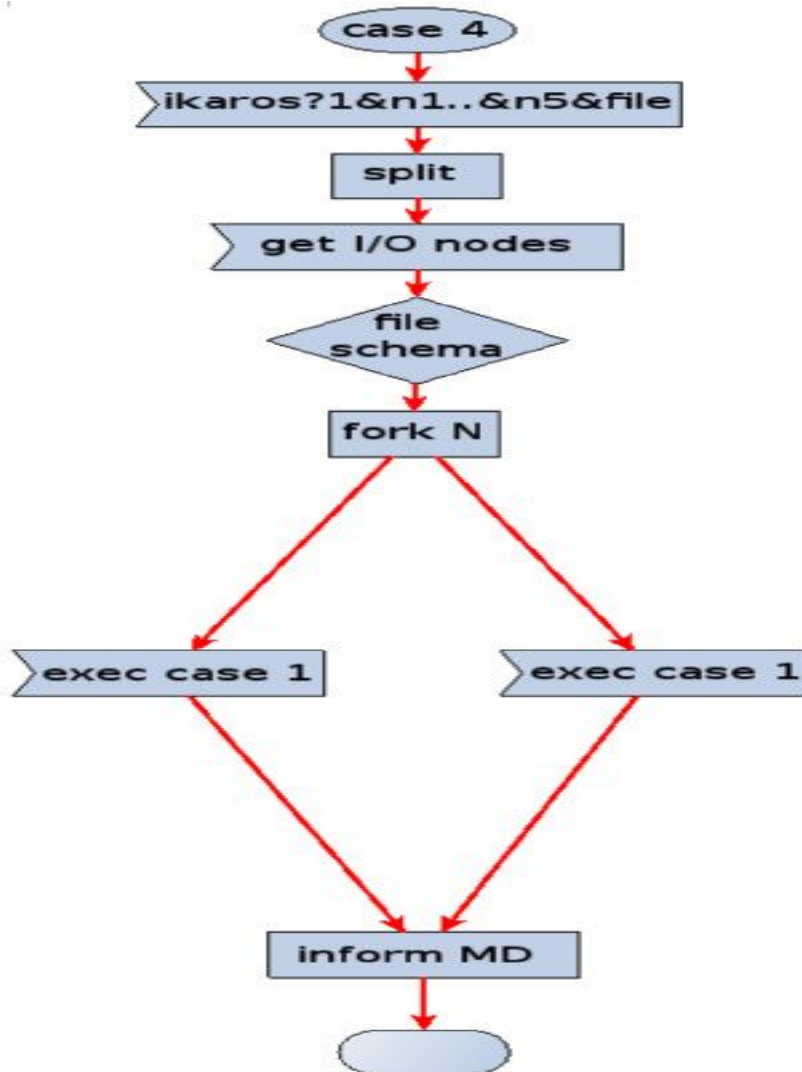 case 4
ikaros?1&n1..&n5&file
split
get I/O nodes
file
schema
fork N
exec case 1
exec case 1
inform MD